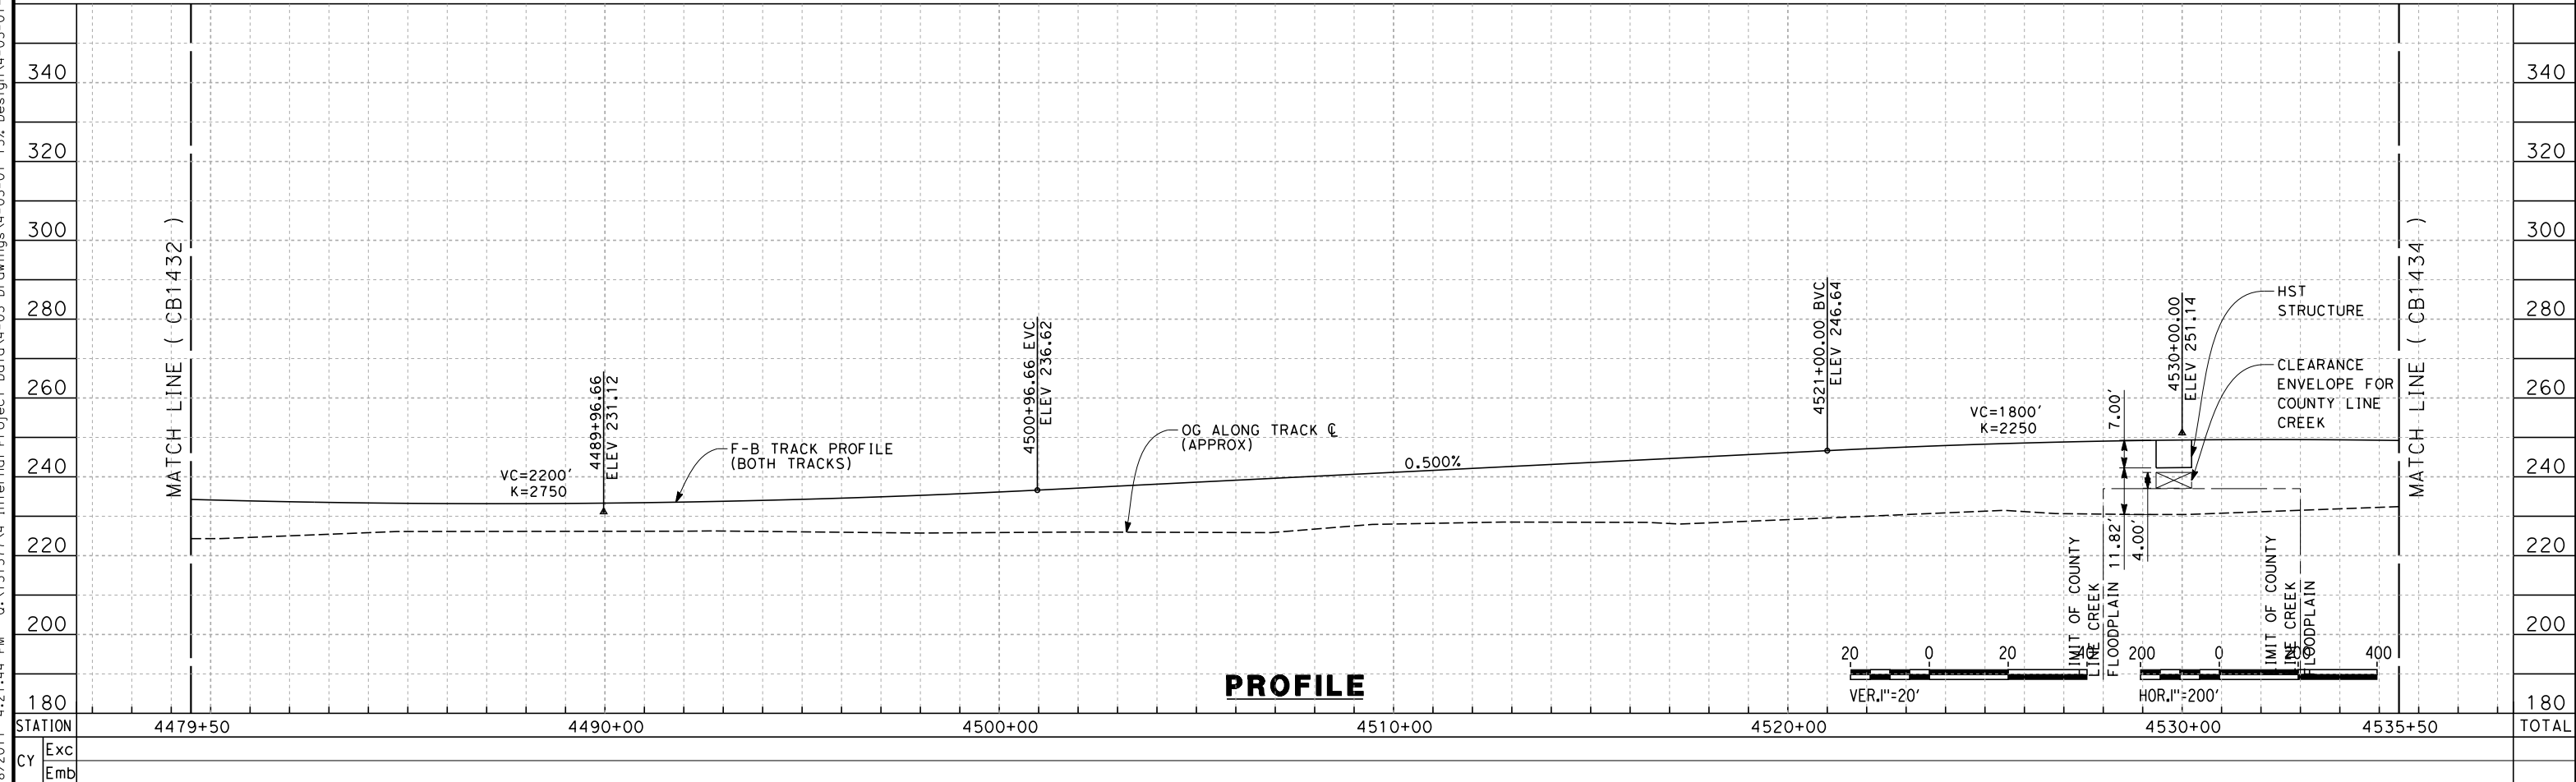 340
340
320
320
300
300
280
280
260
260
240
240
220
220
200
200
180
180
MATCH LINE ( CB1432 )
VC=2200'
K=2750
4489+96.66
ELEV 231.12
F-B TRACK PROFILE
(BOTH TRACKS)
4500+96.66 EVC
ELEV 236.62
OG ALONG TRACK ℄
(APPROX)
0.500%
4521+00.00 BVC
ELEV 246.64
VC=1800'
K=2250
7.00'
11.82'
4.00'
4530+00.00
ELEV 251.14
HST
STRUCTURE
CLEARANCE
ENVELOPE FOR
COUNTY LINE
CREEK
MATCH LINE ( CB1434 )
LIMIT OF COUNTY
LINE CREEK
FLOODPLAIN
LIMIT OF COUNTY
LINE CREEK
FLOODPLAIN
20 0 20 40
VER.1"=20'
200 0 200 400
HOR.1"=200'
PROFILE
STATION 4479+50 4490+00 4500+00 4510+00 4520+00 4530+00 4535+50 TOTAL
CY
Exc
Emb